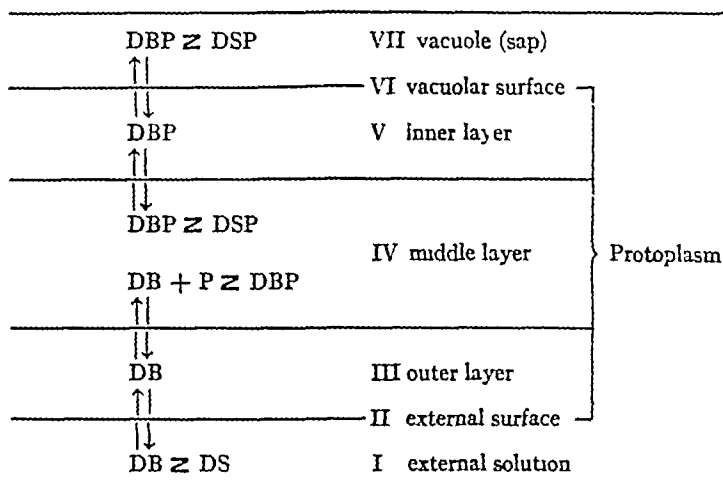 DBP ⇄ DSP VII vacuole (sap)
VI vacuolar surface
DBP V inner layer
DBP ⇄ DSP
IV middle layer Protoplasm
DB + P ⇄ DBP
DB III outer layer
II external surface
DB ⇄ DS I external solution